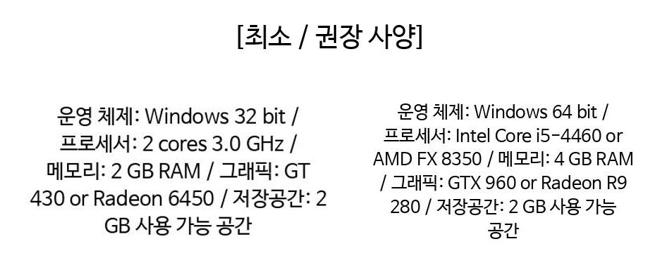 [최소 / 권장 사양]
운영 체제: Windows 32 bit /
프로세서: 2 cores 3.0 GHz /
메모리: 2 GB RAM / 그래픽: GT
430 or Radeon 6450 / 저장공간: 2
GB 사용 가능 공간
운영 체제: Windows 64 bit /
프로세서: Intel Core i5-4460 or
AMD FX 8350 / 메모리: 4 GB RAM
/ 그래픽: GTX 960 or Radeon R9
280 / 저장공간: 2 GB 사용 가능
공간